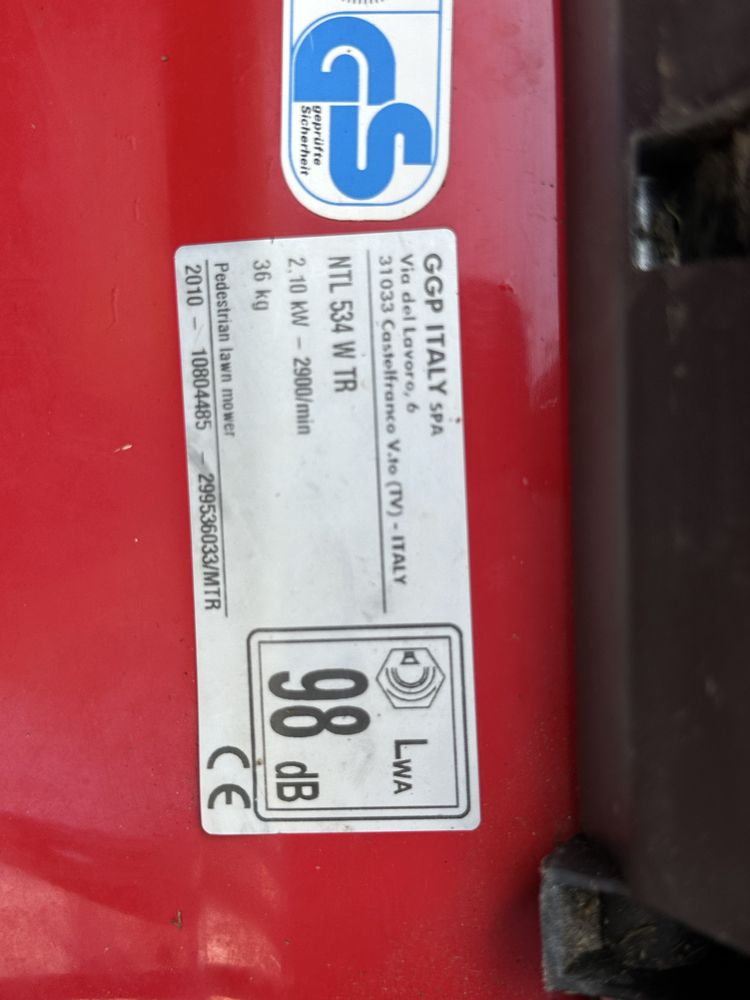 GS
geprüfte
Sicherheit
GGP ITALY SPA
Via del Lavoro, 6
31033 Castelfranco V.to (TV) - ITALY
NTL 534 W TR
2,10 kW - 2900/min
36 kg
Pedestrian lawn mower
2010 - 10804485 - 299536033/MTR
LWA
98 dB
CE